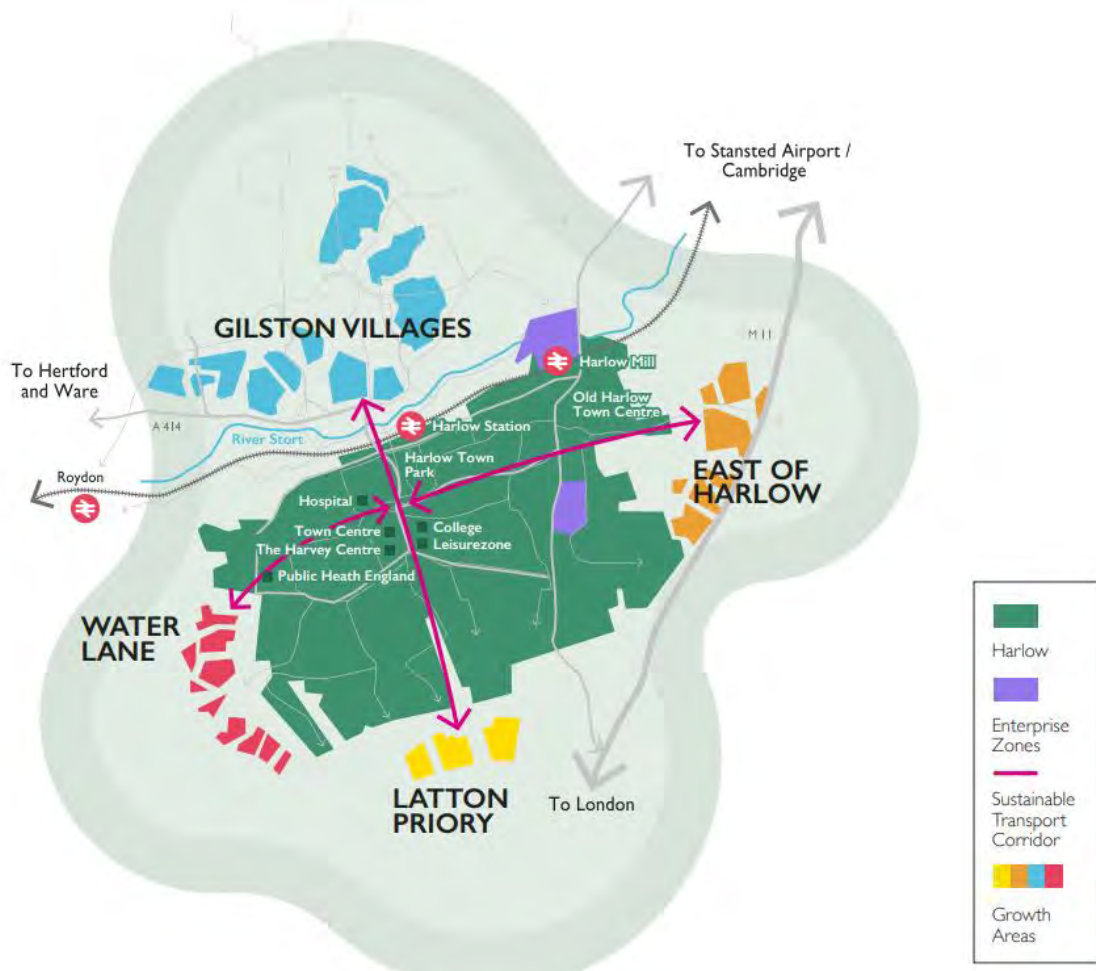 To Stansted Airport /
Cambridge
GILSTON VILLAGES
M11
To Hertford
and Ware
Harlow Mill
A414
Old Harlow
Town Centre
River Stort
Harlow Station
Roydon
Harlow Town
Park
EAST OF
HARLOW
Hospital
Town Centre
College
The Harvey Centre
Leisurezone
Public Heath England
WATER
LANE
LATTON
PRIORY
To London
Harlow
Enterprise
Zones
Sustainable
Transport
Corridor
Growth
Areas